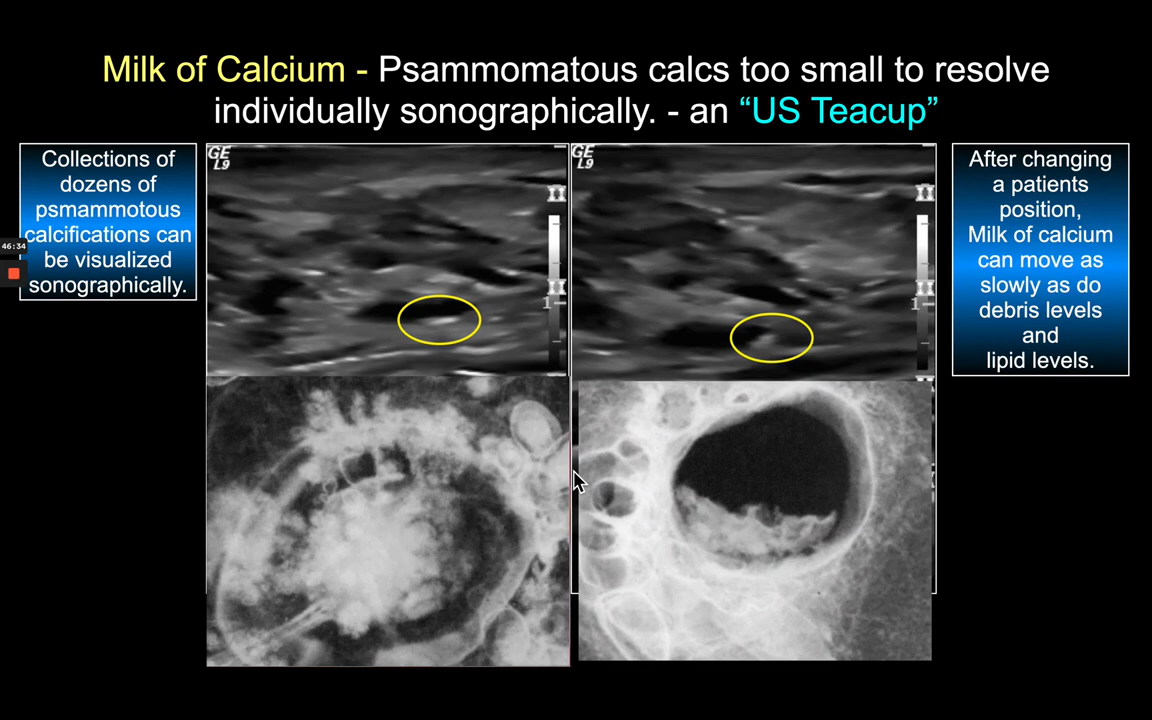 Milk of Calcium - Psammomatous calcs too small to resolve
individually sonographically. - an “US Teacup”
Collections of
dozens of
psmammotous
calcifications can
be visualized
sonographically.
46:34
GE
L9
1
GE
L9
1
After changing
a patients
position,
Milk of calcium
can move as
slowly as do
debris levels
and
lipid levels.